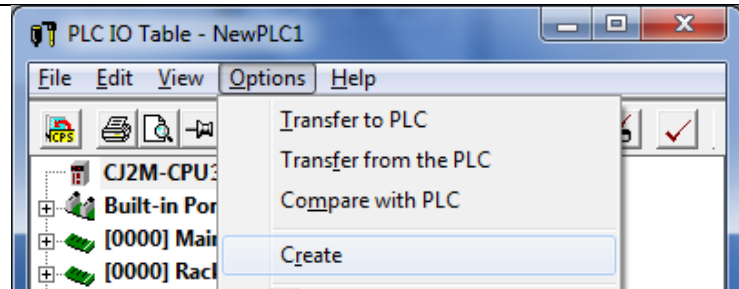 PLC IO Table - NewPLC1
File Edit View Options Help
CPS
Transfer to PLC
Transfer from the PLC
Compare with PLC
Create
CJ2M-CPU3
Built-in Por
[0000] Mai
[0000] Rac